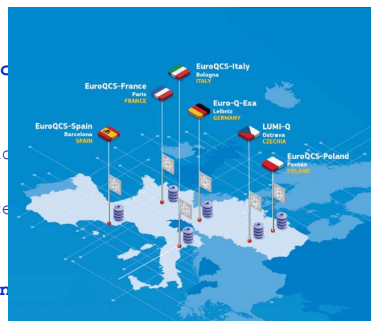 EuroQCS-Italy
Bologna
ITALY
EuroQCS-France
Paris
FRANCE
Euro-Q-Exa
Leibniz
GERMANY
EuroQCS-Spain
Barcelona
SPAIN
LUMI-Q
Ostrava
CZECHIA
EuroQCS-Poland
POLAND